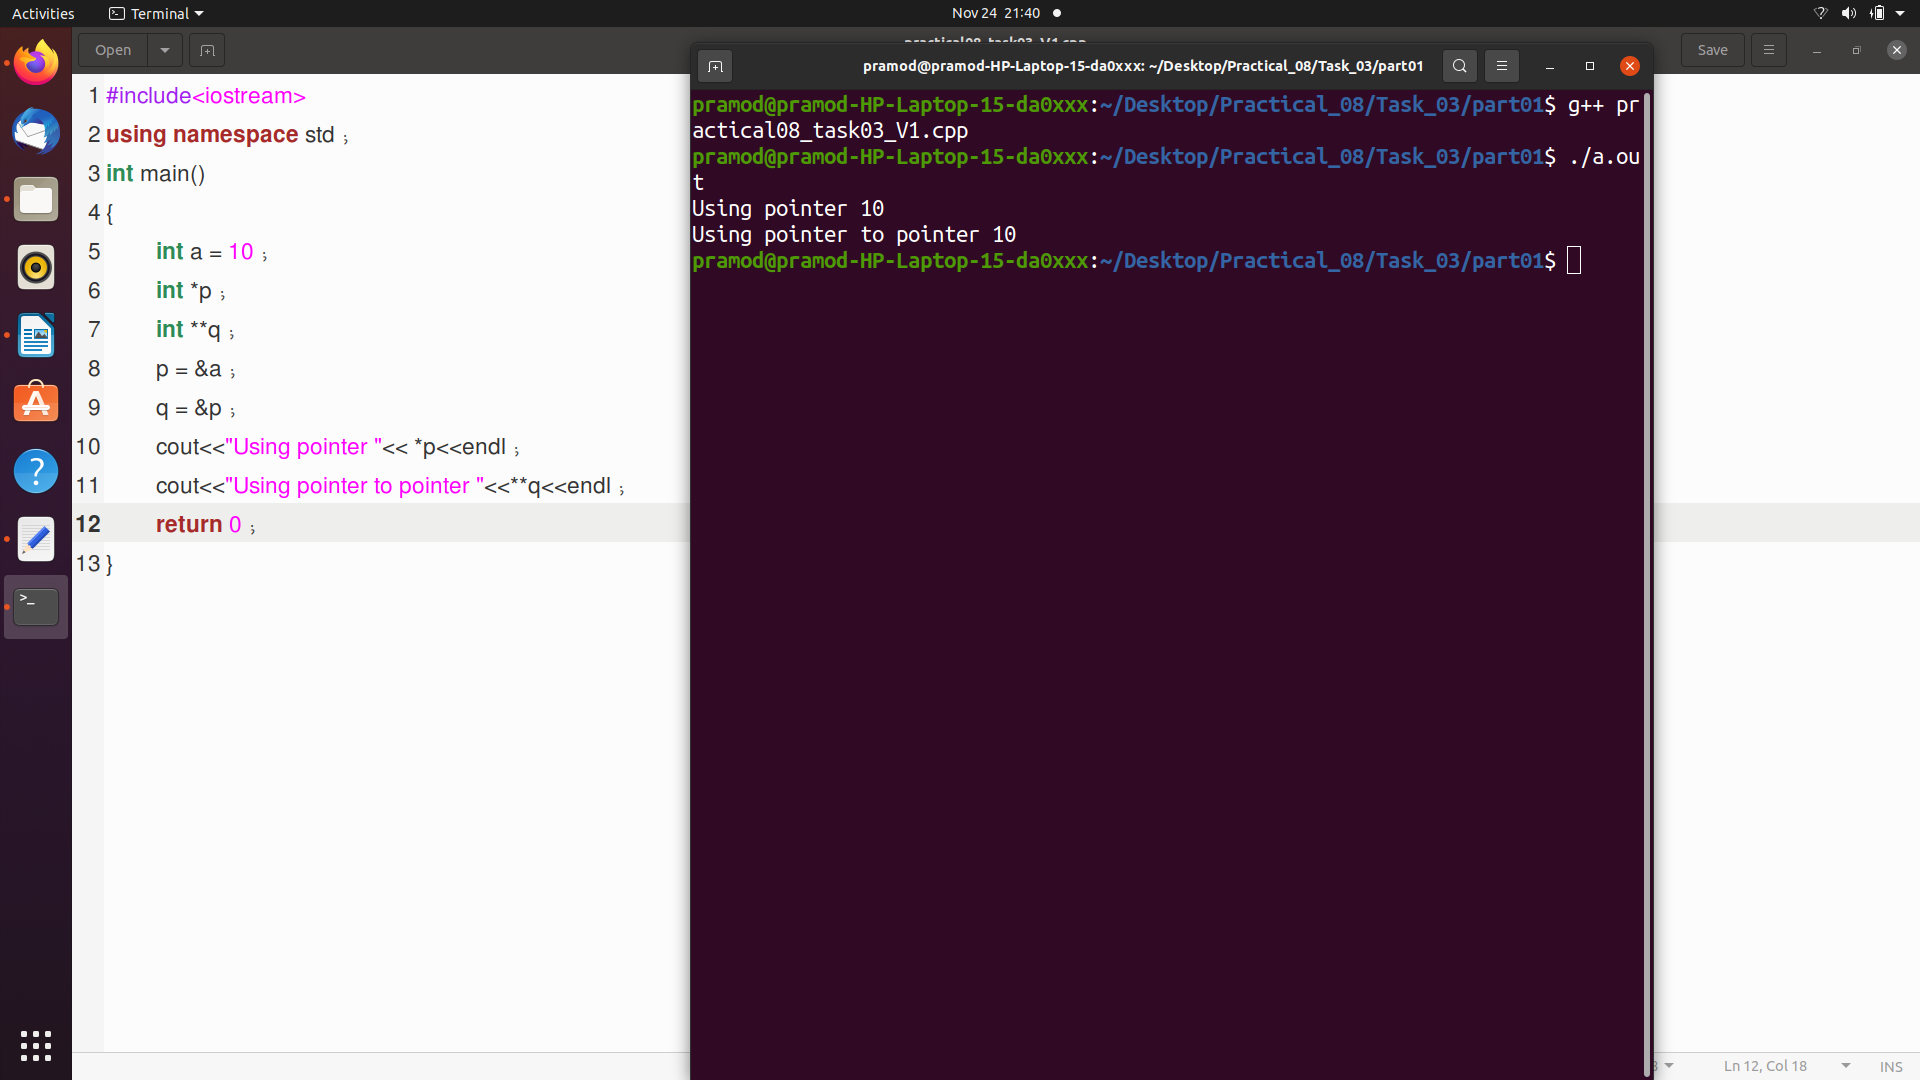 Activities Terminal Nov 24 21:40
Open Save
1 #include<iostream>
2 using namespace std ;
3 int main()
4 {
5 int a = 10 ;
6 int *p ;
7 int **q ;
8 p = &a ;
9 q = &p ;
10 cout<<"Using pointer "<< *p<<endl ;
11 cout<<"Using pointer to pointer "<<**q<<endl ;
12 return 0 ;
13 }
pramod@pramod-HP-Laptop-15-da0xxx: ~/Desktop/Practical_08/Task_03/part01
pramod@pramod-HP-Laptop-15-da0xxx:~/Desktop/Practical_08/Task_03/part01$ g++ pr
actical08_task03_V1.cpp
pramod@pramod-HP-Laptop-15-da0xxx:~/Desktop/Practical_08/Task_03/part01$ ./a.ou
t
Using pointer 10
Using pointer to pointer 10
pramod@pramod-HP-Laptop-15-da0xxx:~/Desktop/Practical_08/Task_03/part01$
Ln 12, Col 18 INS